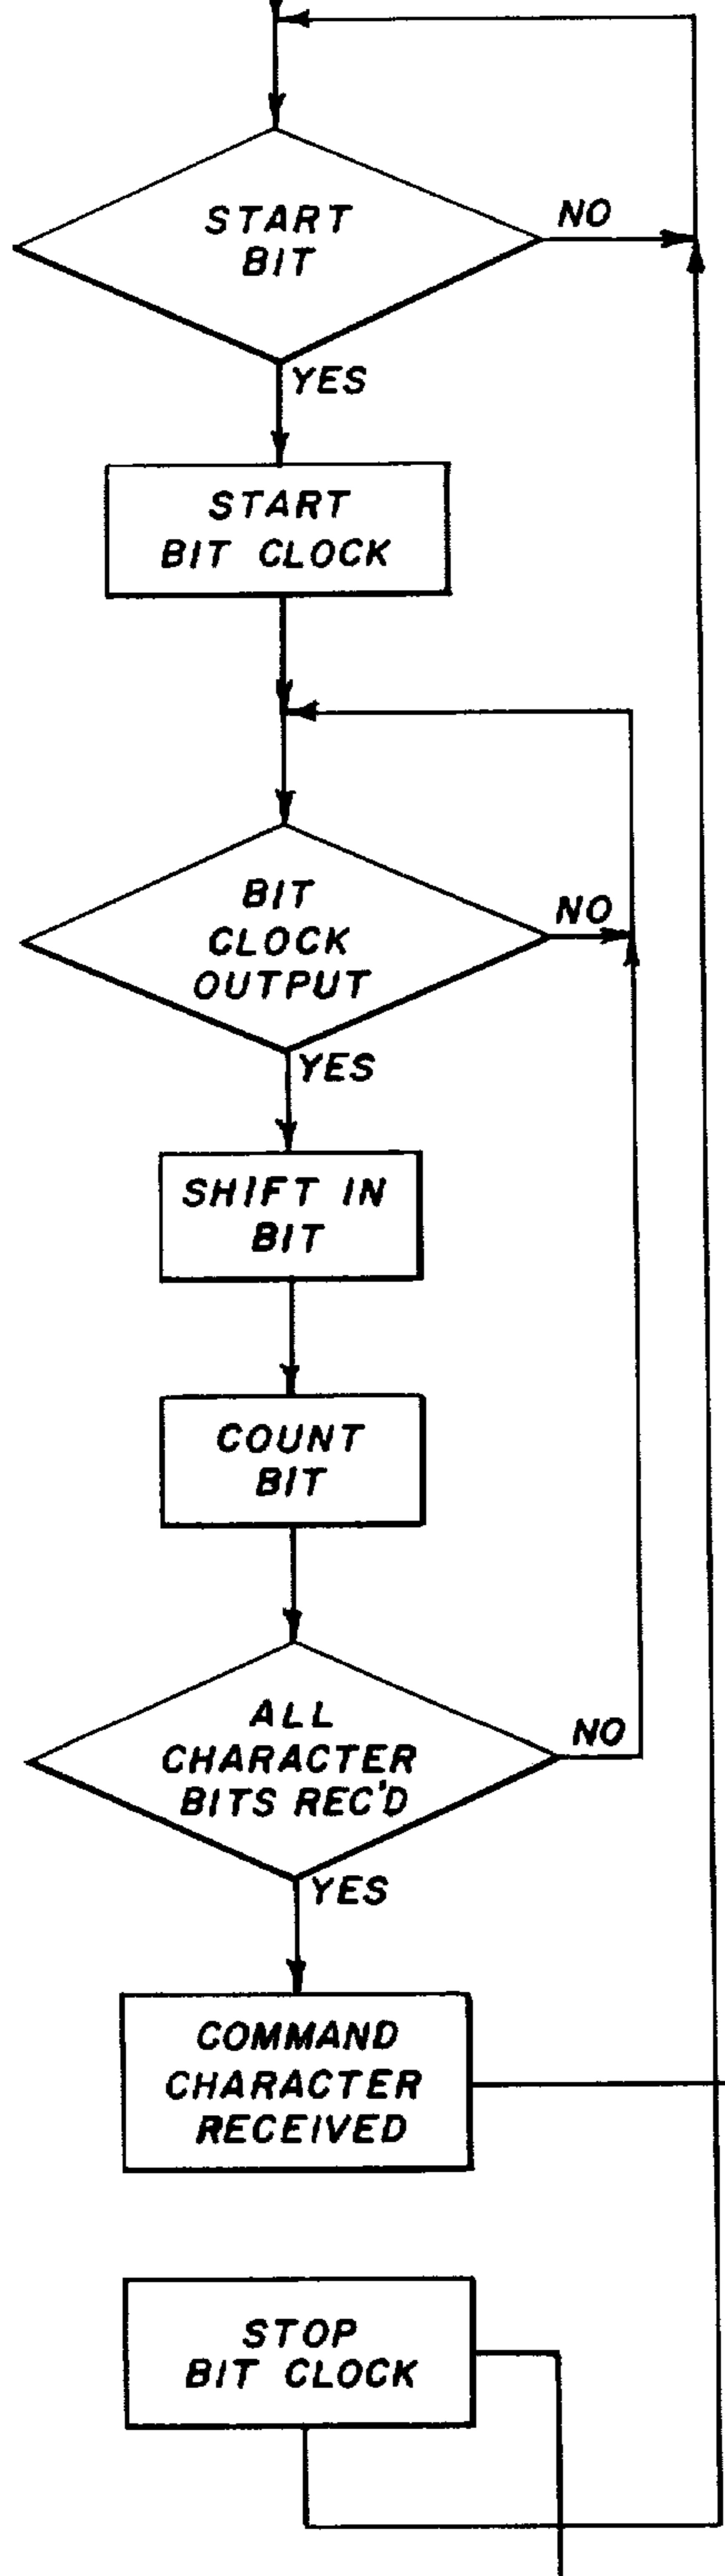 START
BIT
NO
YES
START
BIT CLOCK
BIT
CLOCK
OUTPUT
NO
YES
SHIFT IN
BIT
COUNT
BIT
ALL
CHARACTER
BITS REC'D
NO
YES
COMMAND
CHARACTER
RECEIVED
STOP
BIT CLOCK